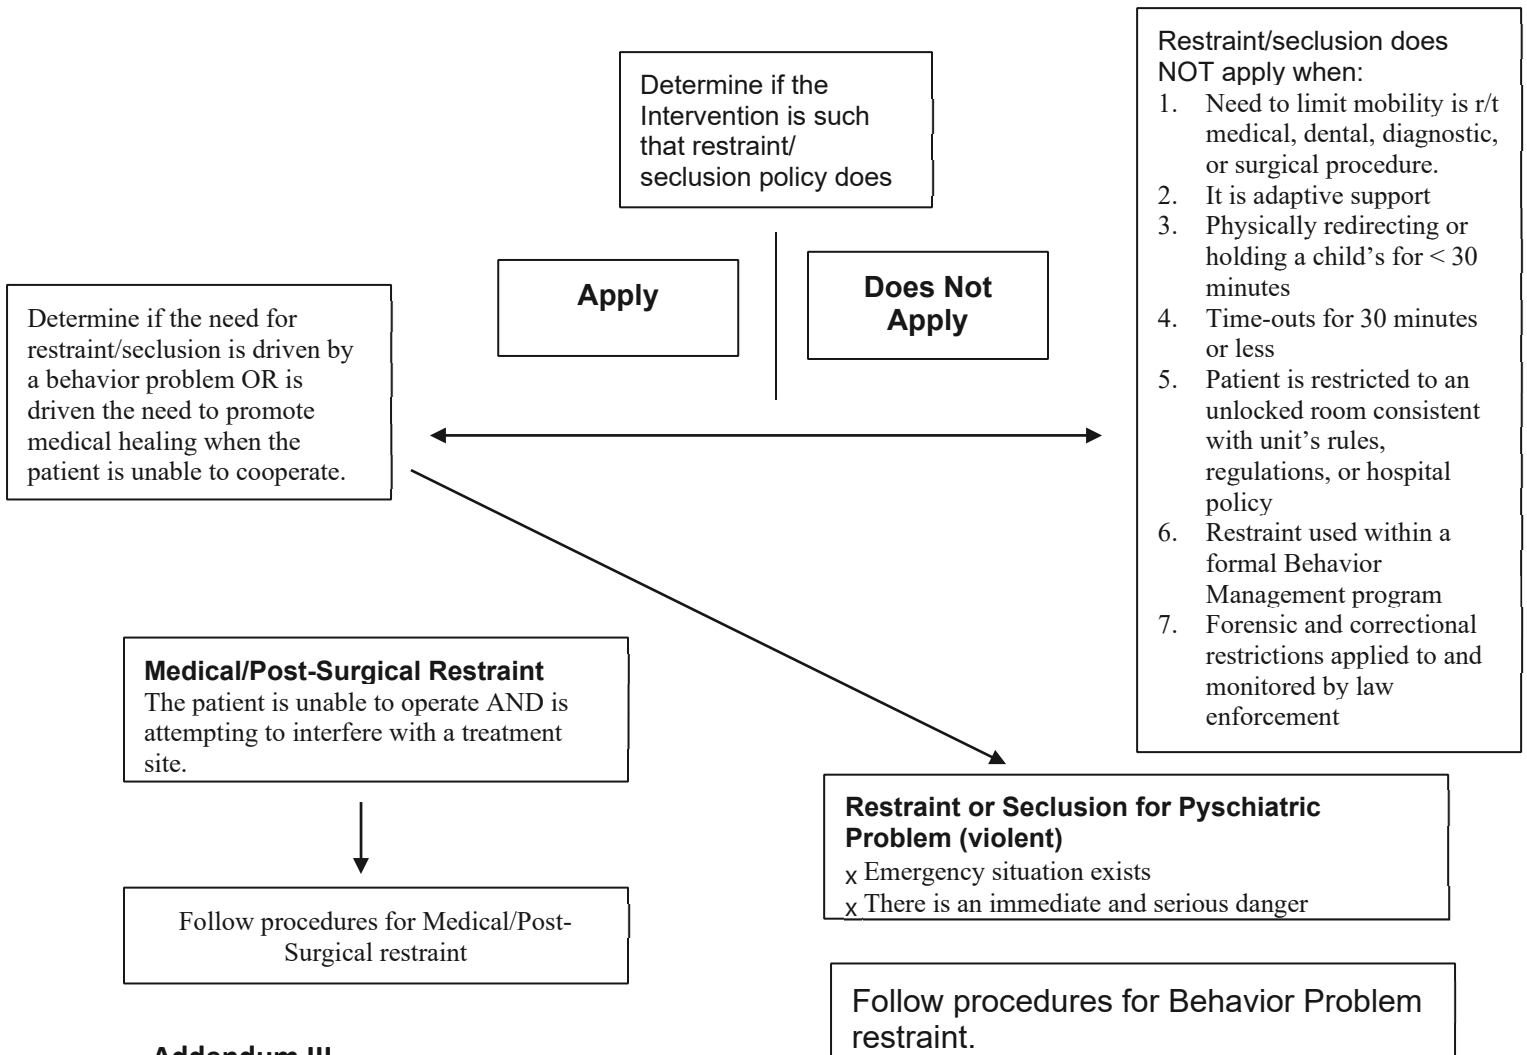 Determine if the
Intervention is such
that restraint/
seclusion policy does
Restraint/seclusion does
NOT apply when:
1. Need to limit mobility is r/t
medical, dental, diagnostic,
or surgical procedure.
2. It is adaptive support
3. Physically redirecting or
holding a child’s for < 30
minutes
4. Time-outs for 30 minutes
or less
5. Patient is restricted to an
unlocked room consistent
with unit’s rules,
regulations, or hospital
policy
6. Restraint used within a
formal Behavior
Management program
7. Forensic and correctional
restrictions applied to and
monitored by law
enforcement
Apply
Does Not
Apply
Determine if the need for
restraint/seclusion is driven by
a behavior problem OR is
driven the need to promote
medical healing when the
patient is unable to cooperate.
Medical/Post-Surgical Restraint
The patient is unable to operate AND is
attempting to interfere with a treatment
site.
Follow procedures for Medical/Post-
Surgical restraint
Restraint or Seclusion for Pyschiatric
Problem (violent)
x Emergency situation exists
x There is an immediate and serious danger
Follow procedures for Behavior Problem
restraint.
Addendum III